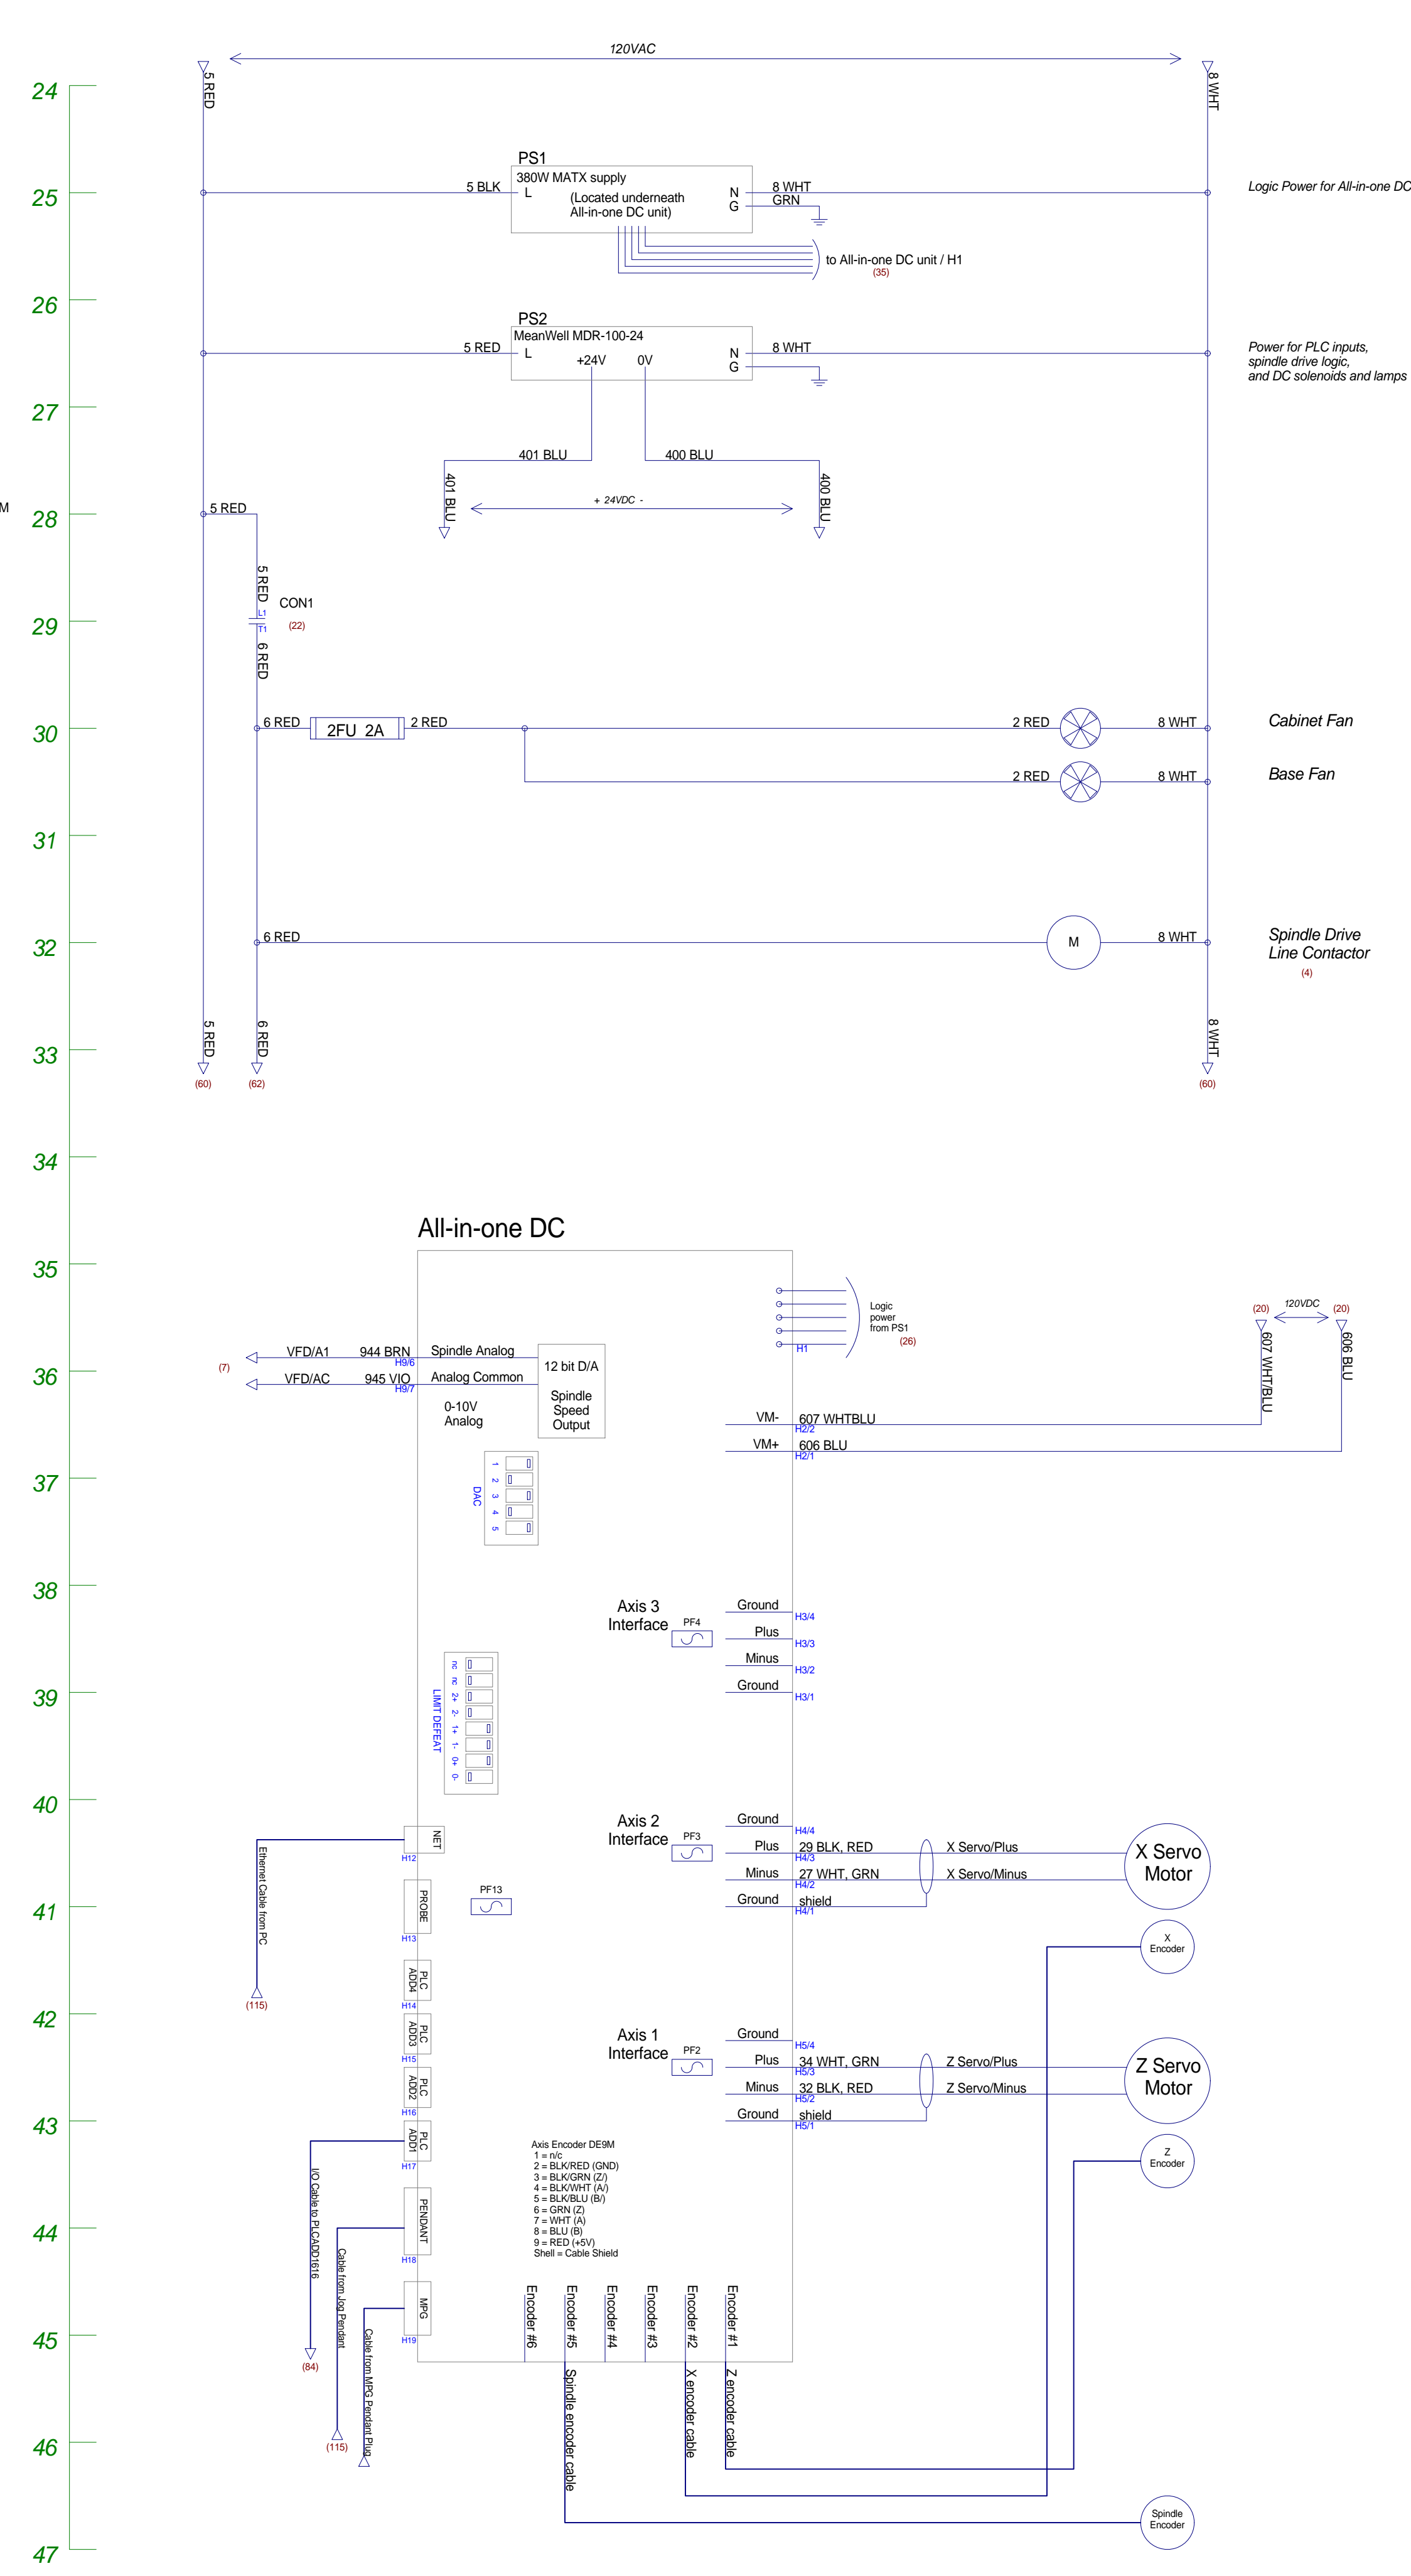 120VAC
5 RED
8 WHT
24
PS1
380W MATX supply
(Located underneath
All-in-one DC unit)
5 BLK
L
N
G
8 WHT
GRN
Logic Power for All-in-one DC
25
to All-in-one DC unit / H1
(35)
26
PS2
MeanWell MDR-100-24
5 RED
L
+24V
0V
N
G
8 WHT
Power for PLC inputs,
spindle drive logic,
and DC solenoids and lamps
27
401 BLU
400 BLU
401 BLU
400 BLU
+ 24VDC -
M
28
5 RED
5 RED
CON1
L1
T1
(22)
29
6 RED
30
6 RED
2FU 2A
2 RED
2 RED
8 WHT
Cabinet Fan
2 RED
8 WHT
Base Fan
31
32
6 RED
M
8 WHT
Spindle Drive
Line Contactor
(4)
5 RED
6 RED
8 WHT
33
(60)
(62)
(60)
34
All-in-one DC
35
Logic
power
from PS1
(26)
H1
(20)
120VDC
(20)
607 WHT/BLU
606 BLU
(7)
VFD/A1
944 BRN
H9/6
Spindle Analog
VFD/AC
945 VIO
H9/7
Analog Common
0-10V
Analog
12 bit D/A
Spindle
Speed
Output
36
VM-
607 WHTBLU
H2/2
VM+
606 BLU
H2/1
37
DAC
1
2
3
4
5
38
Axis 3
Interface
PF4
Ground
H3/4
Plus
H3/3
Minus
H3/2
Ground
H3/1
39
LIMIT DEFEAT
nc
nc
2+
2-
1+
1-
0+
0-
40
Axis 2
Interface
PF3
Ground
H4/4
Plus
29 BLK, RED
H4/3
X Servo/Plus
Minus
27 WHT, GRN
H4/2
X Servo/Minus
Ground
shield
H4/1
X Servo
Motor
NET
H12
Ethernet Cable from PC
(115)
41
PROBE
H13
PF13
X
Encoder
PLC
ADD4
H14
42
PLC
ADD3
H15
PLC
ADD2
H16
Axis 1
Interface
PF2
Ground
H5/4
Plus
34 WHT, GRN
H5/3
Z Servo/Plus
Minus
32 BLK, RED
H5/2
Z Servo/Minus
Ground
shield
H5/1
Z Servo
Motor
43
PLC
ADD1
H17
Z
Encoder
Axis Encoder DE9M
1 = n/c
2 = BLK/RED (GND)
3 = BLK/GRN (Z/)
4 = BLK/WHT (A/)
5 = BLK/BLU (B/)
6 = GRN (Z)
7 = WHT (A)
8 = BLU (B)
9 = RED (+5V)
Shell = Cable Shield
I/O Cable to PLCADD1616
(84)
44
PENDANT
H18
Cable from Jog Pendant
(115)
MPG
H19
Cable from MPG Pendant Plug
45
Encoder #6
Encoder #5
Encoder #4
Encoder #3
Encoder #2
Encoder #1
Spindle encoder cable
X encoder cable
Z encoder cable
46
Spindle
Encoder
47